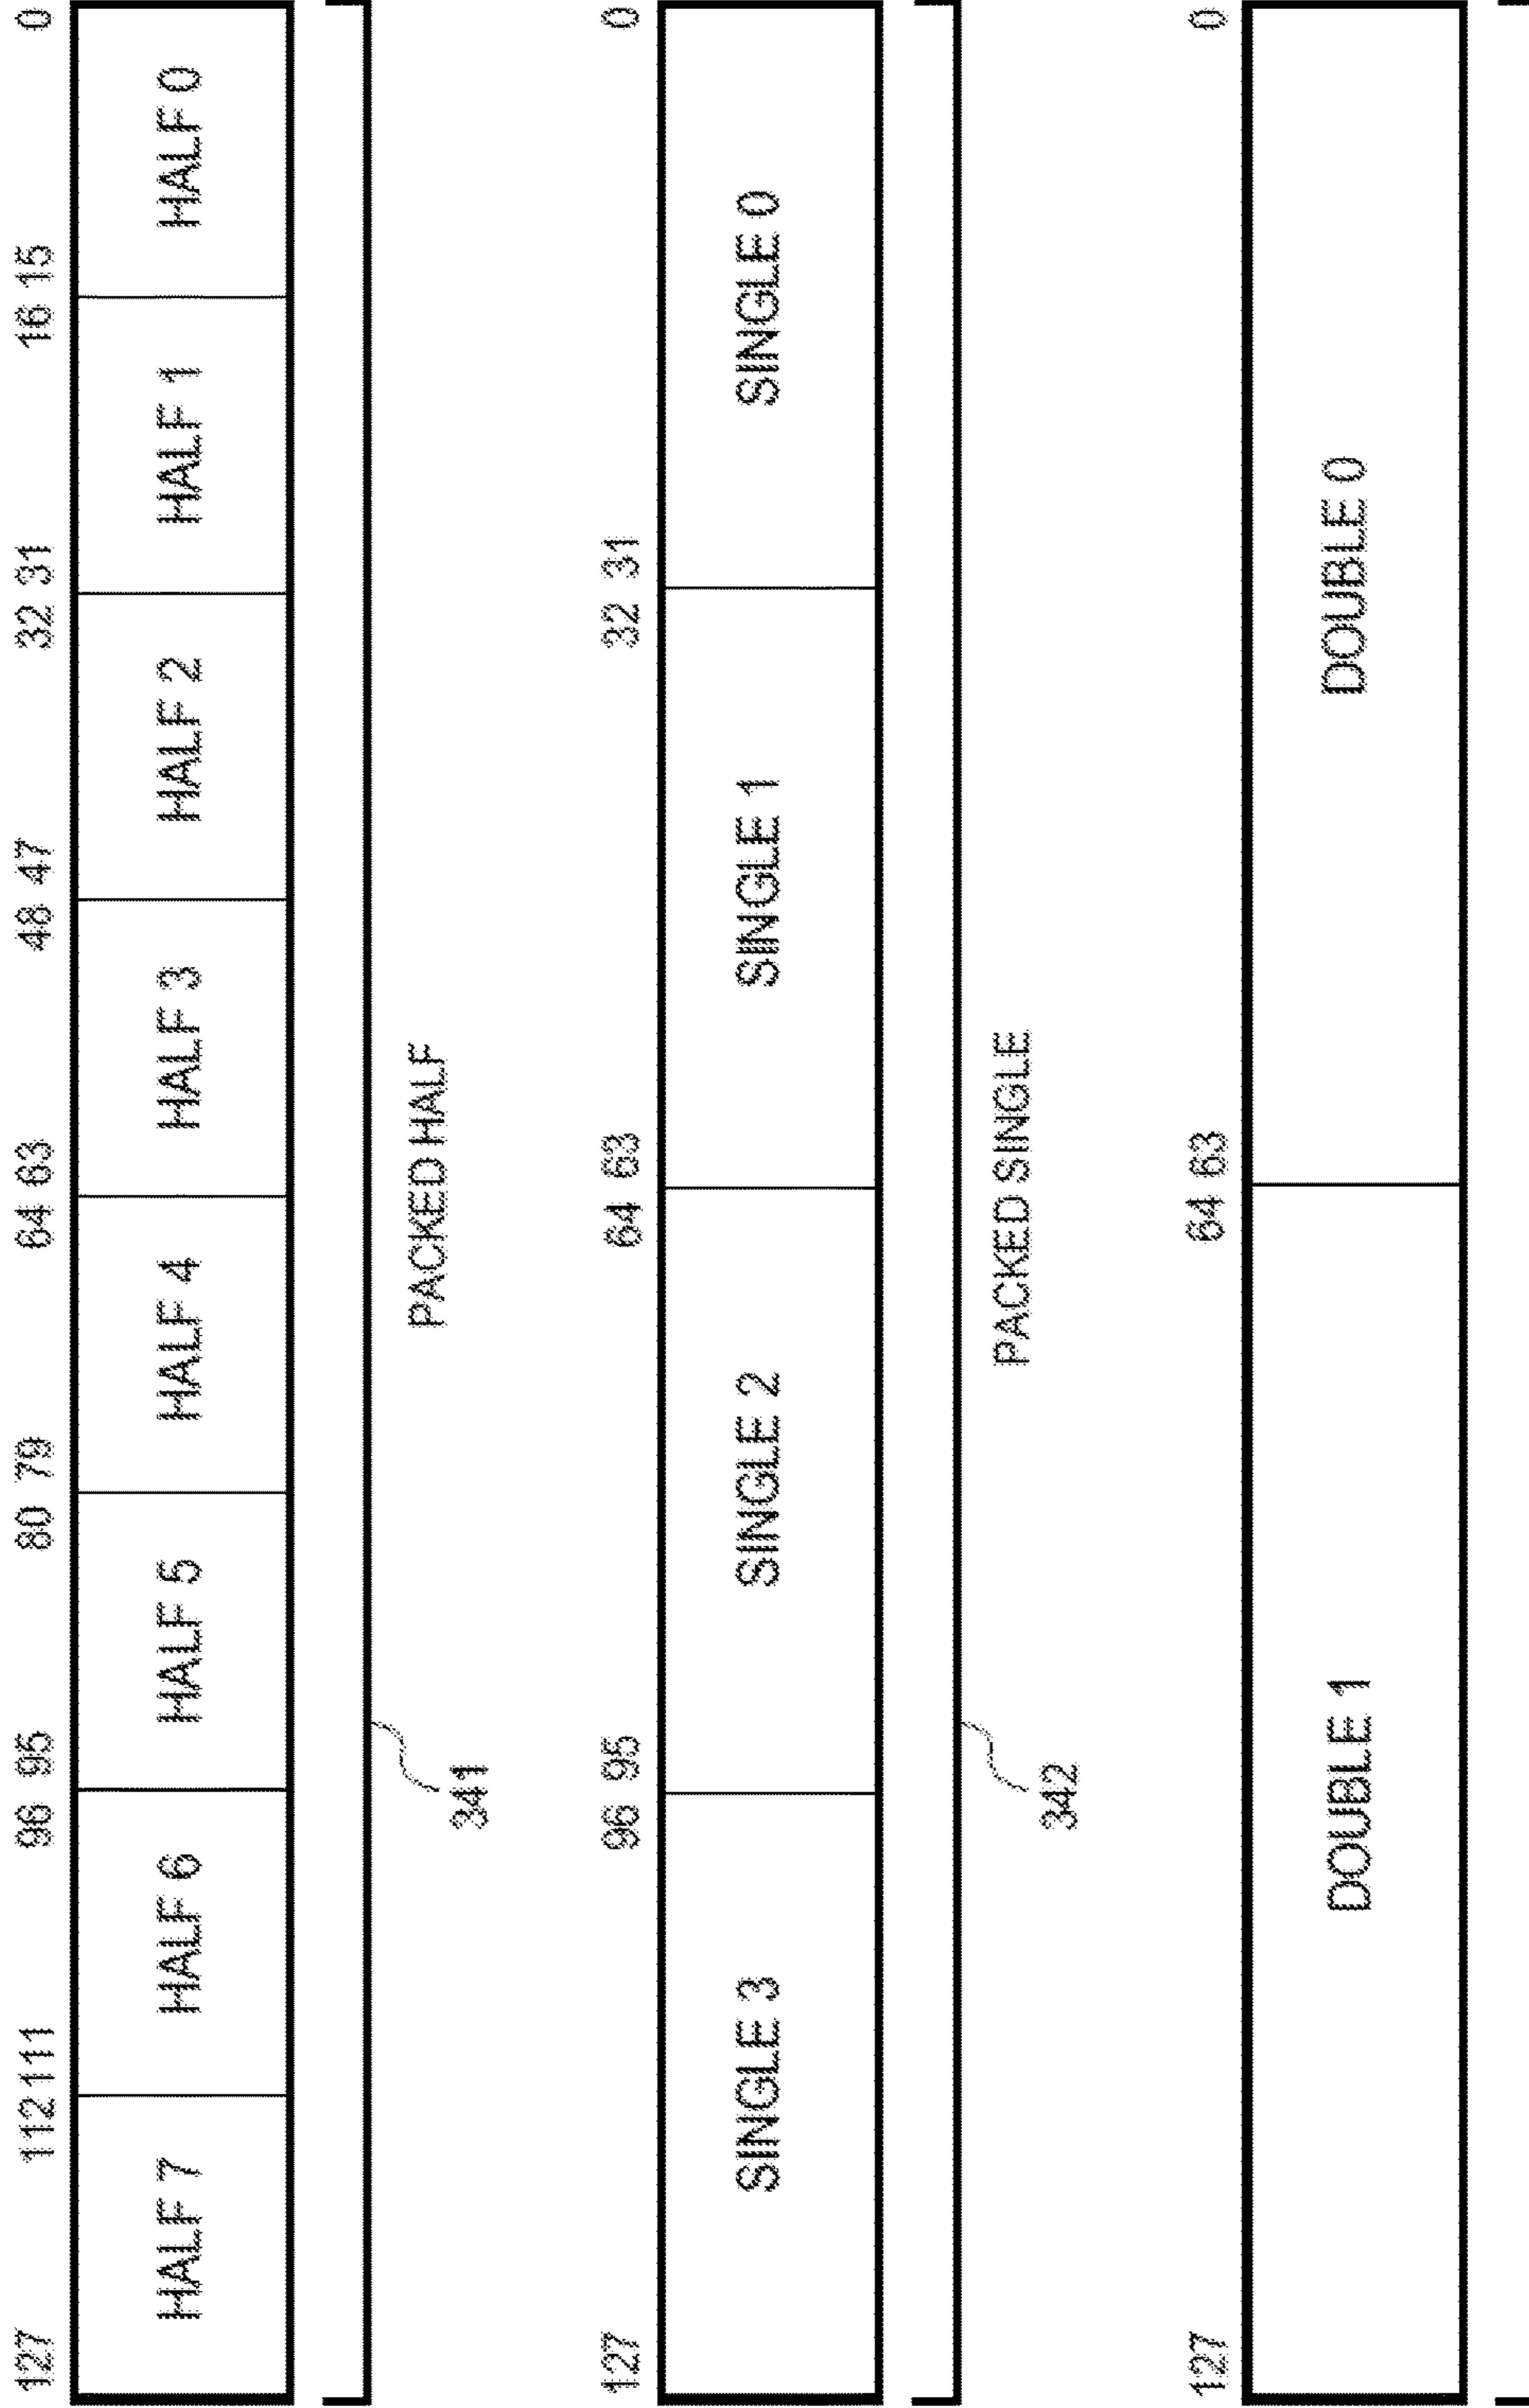 127 112 111 96 95 80 79 64 63 48 47 32 31 16 15 0
HALF 7 HALF 6 HALF 5 HALF 4 HALF 3 HALF 2 HALF 1 HALF 0
PACKED HALF
341
127 96 95 64 63 32 31 0
SINGLE 3 SINGLE 2 SINGLE 1 SINGLE 0
PACKED SINGLE
342
127 64 63 0
DOUBLE 1 DOUBLE 0